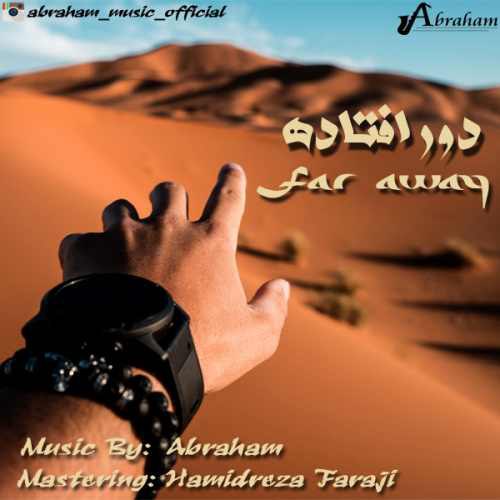 abraham_music_official
Abraham
دور افتاده
far away
Music By: Abraham
Mastering: Hamidreza Faraji